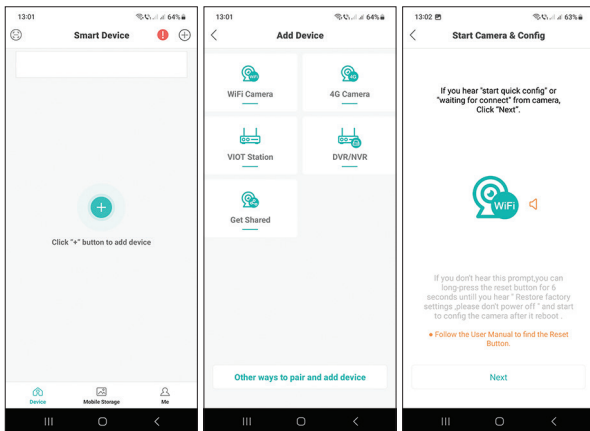 13:01
64%
Smart Device
Click "+" button to add device
Device
Mobile Storage
Me
13:01
64%
Add Device
WiFi
WiFi Camera
4G
4G Camera
VIOT Station
DVR/NVR
Get Shared
Other ways to pair and add device
13:02
63%
Start Camera & Config
If you hear "start quick config" or
"waiting for connect" from camera,
Click "Next".
WiFi
If you don't hear this prompt,you can
long-press the reset button for 6
seconds untill you hear " Restore factory
settings ,please don't power off " and start
to config the camera after it reboot .
• Follow the User Manual to find the Reset
Button.
Next